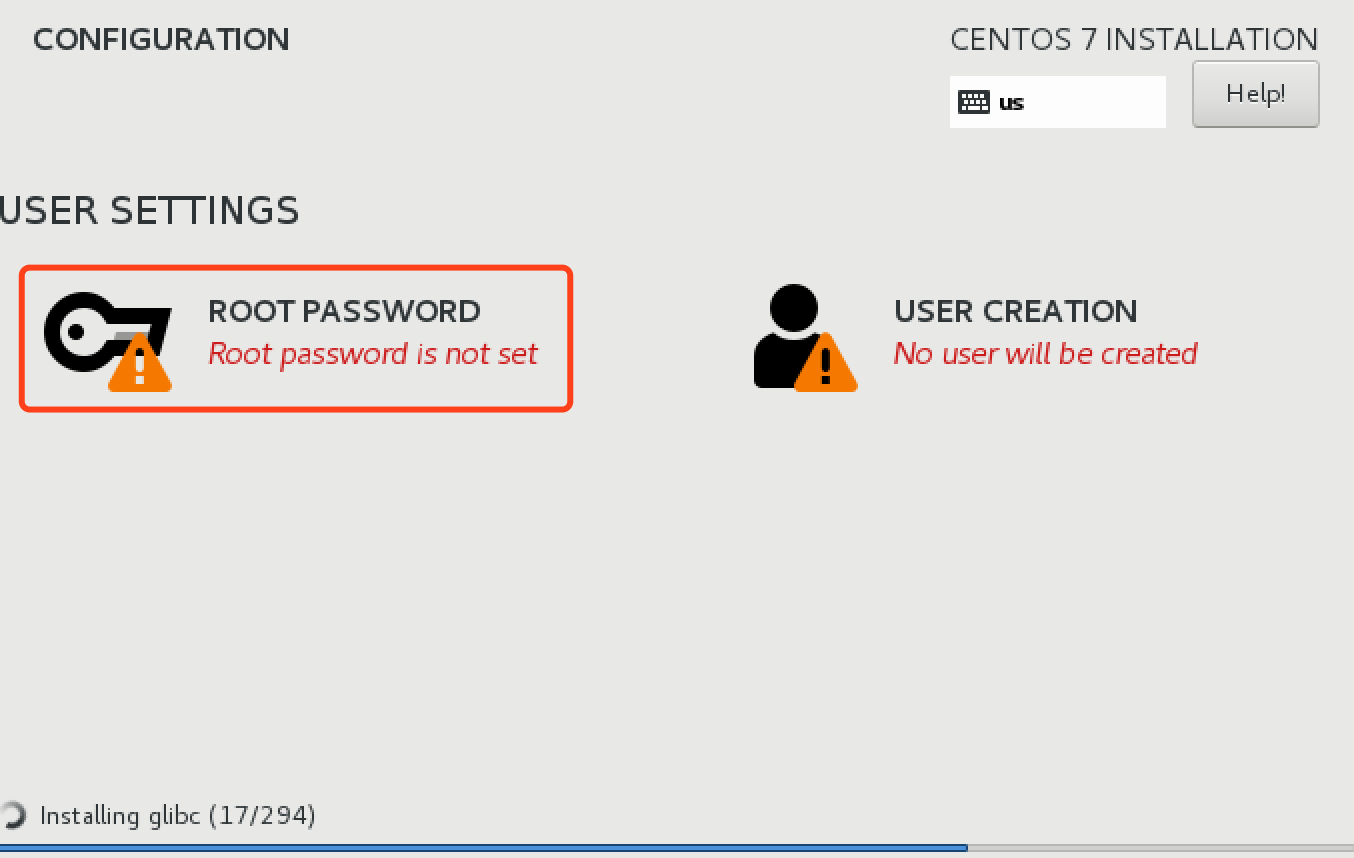 CONFIGURATION
CENTOS 7 INSTALLATION
us
Help!
USER SETTINGS
ROOT PASSWORD
Root password is not set
USER CREATION
No user will be created
Installing glibc (17/294)